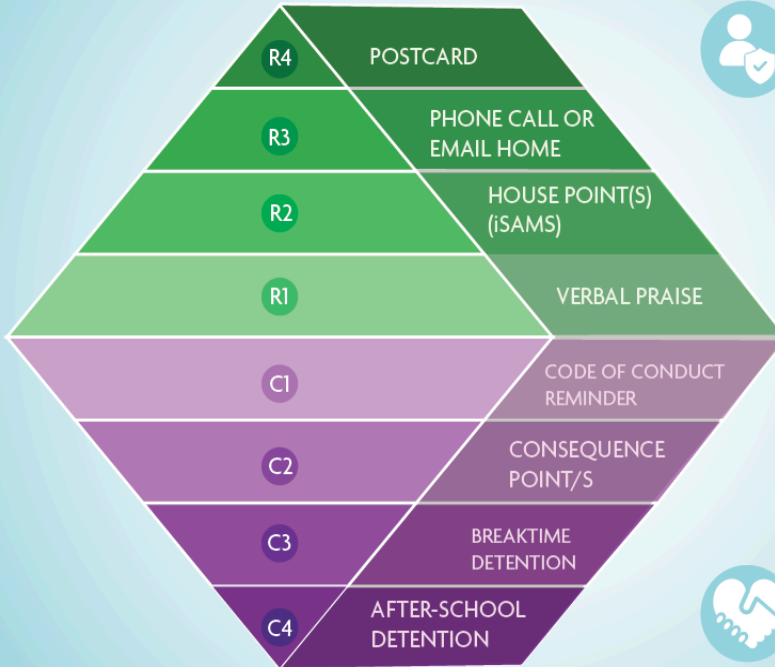 R4 POSTCARD
R3 PHONE CALL OR
EMAIL HOME
R2 HOUSE POINT(S)
(iSAMS)
R1 VERBAL PRAISE
C1 CODE OF CONDUCT
REMINDER
C2 CONSEQUENCE
POINT/S
C3 BREAKTIME
DETENTION
C4 AFTER-SCHOOL
DETENTION